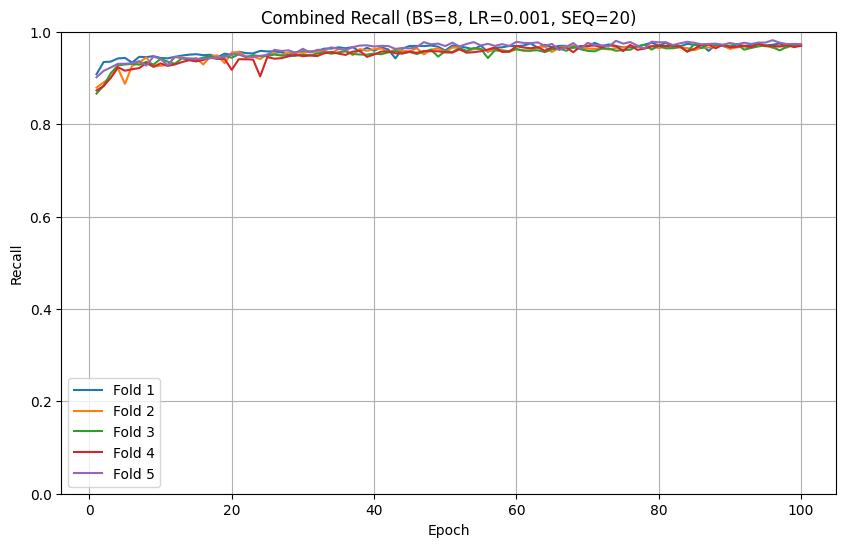 Combined Recall (BS=8, LR=0.001, SEQ=20)
1.0
0.8
0.6
0.4
0.2
0.0
Recall
Fold 1
Fold 2
Fold 3
Fold 4
Fold 5
0 20 40 60 80 100
Epoch